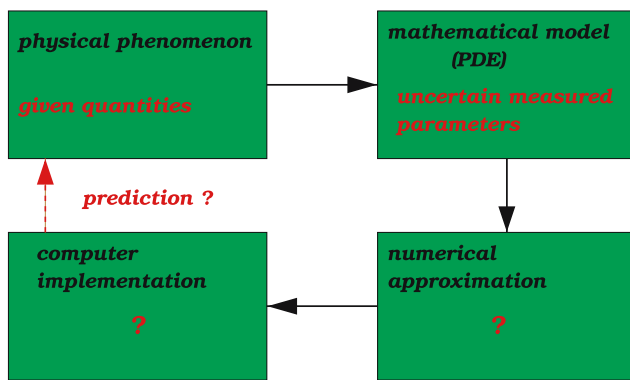 physical phenomenon
given quantities
mathematical model
(PDE)
uncertain measured
parameters
prediction ?
computer
implementation
?
numerical
approximation
?